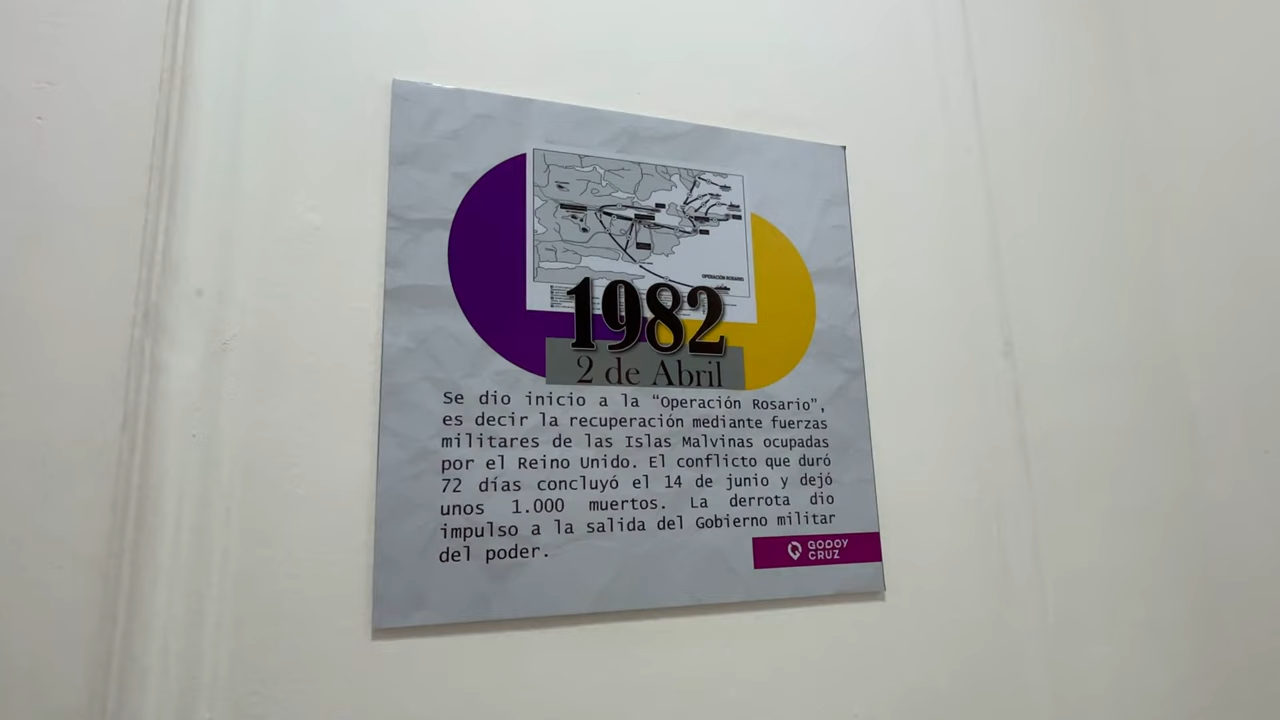 OPERACIÓN ROSARIO
1982
2 de Abril
Se dio inicio a la “Operación Rosario”,
es decir la recuperación mediante fuerzas
militares de las Islas Malvinas ocupadas
por el Reino Unido. El conflicto que duró
72 días concluyó el 14 de junio y dejó
unos 1.000 muertos. La derrota dio
impulso a la salida del Gobierno militar
del poder.
GODOY
CRUZ